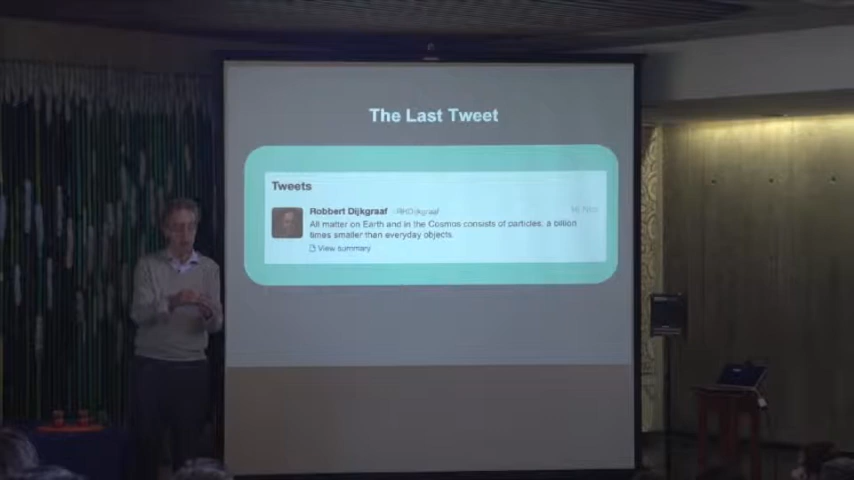 The Last Tweet
Tweets
Robbert Dijkgraaf @RHDijkgraaf
All matter on Earth and in the Cosmos consists of particles, a billion
times smaller than everyday objects.
View summary